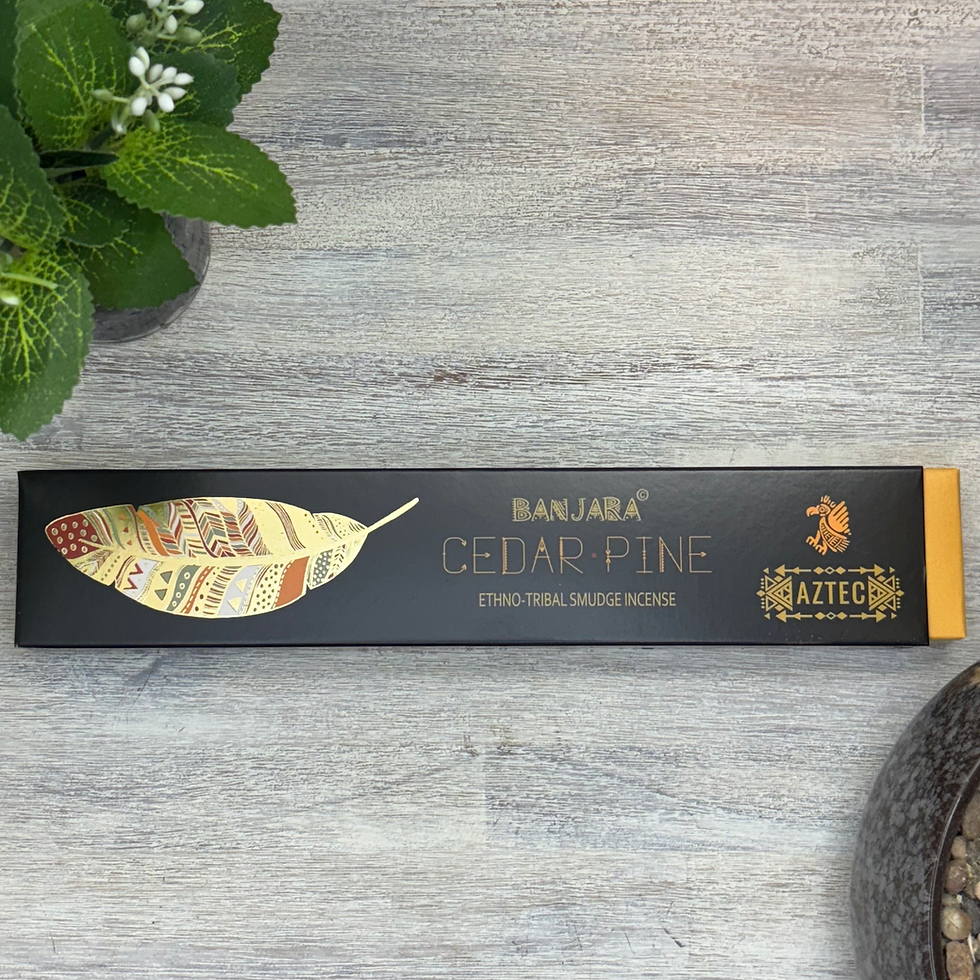 BANJARA©
CEDAR·PINE
ETHNO-TRIBAL SMUDGE INCENSE
AZTEC